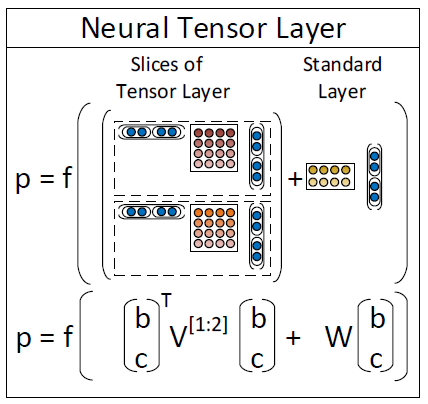 Neural Tensor Layer
Slices of Standard
Tensor Layer Layer
p = f +
p = f ( [b c]ᵀ V[1:2] [b c] + W [b c] )